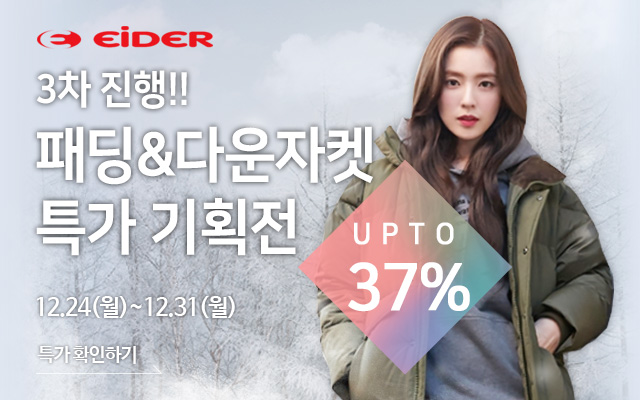 EiDER
3차 진행!!
패딩&다운자켓
특가 기획전
UPTO
37%
12.24(월)~12.31(월)
특가 확인하기